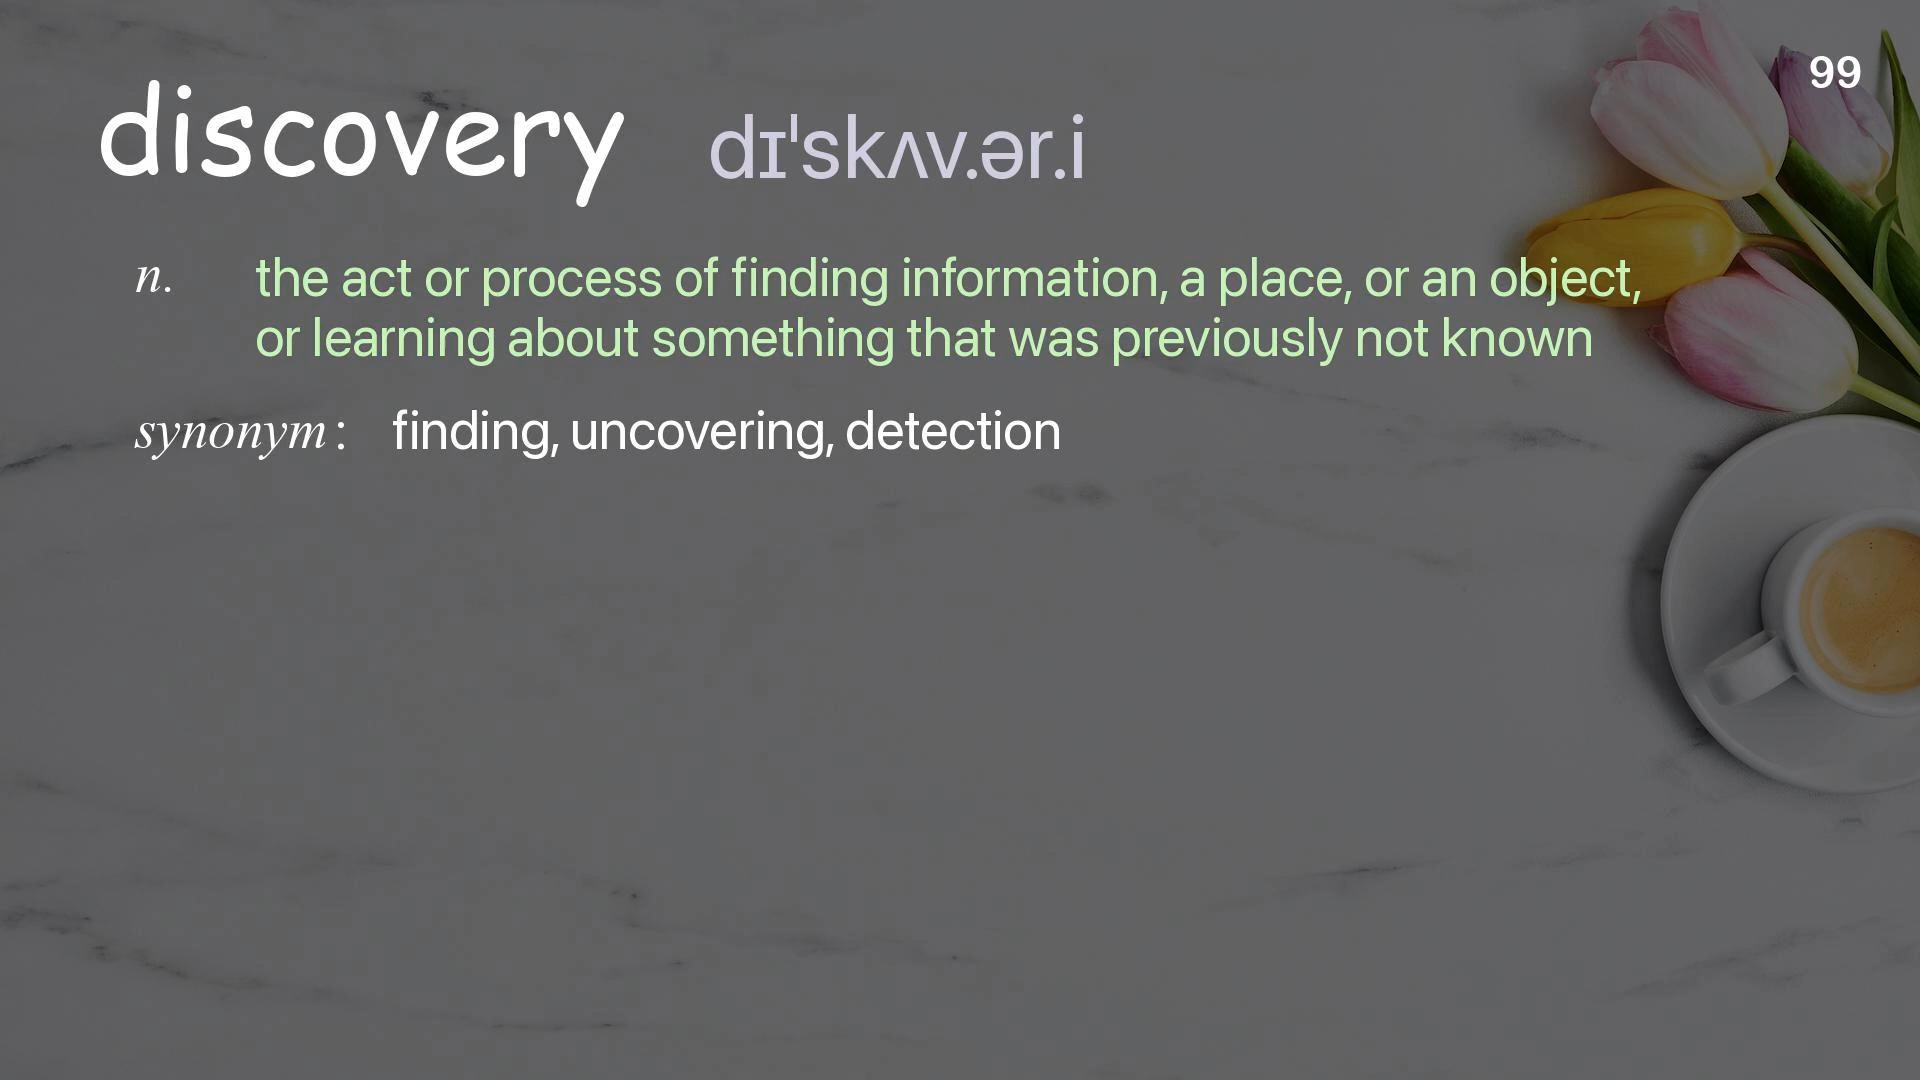 99
discovery dɪˈskʌv.ər.i
n. the act or process of finding information, a place, or an object,
or learning about something that was previously not known
synonym: finding, uncovering, detection